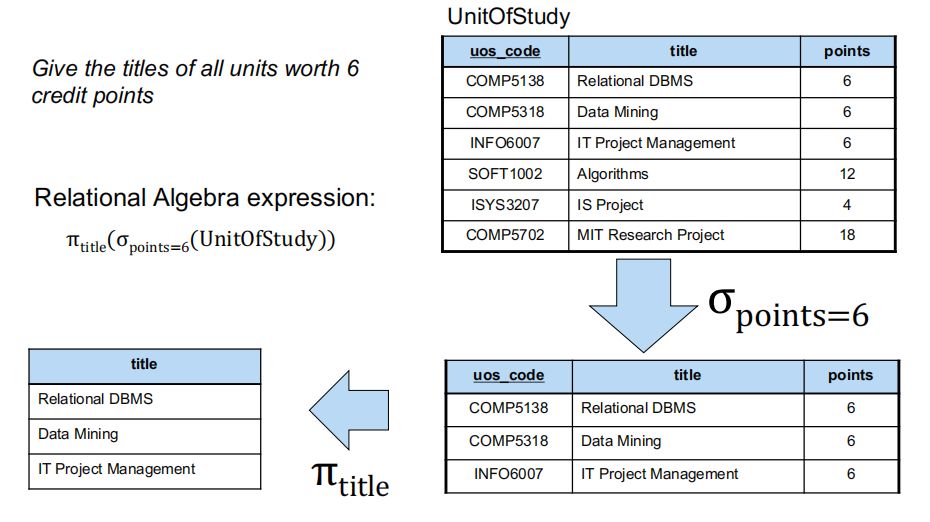 UnitOfStudy
Give the titles of all units worth 6
credit points
uos_code title points
COMP5138 Relational DBMS 6
COMP5318 Data Mining 6
INFO6007 IT Project Management 6
SOFT1002 Algorithms 12
ISYS3207 IS Project 4
COMP5702 MIT Research Project 18
Relational Algebra expression:
πtitle(σpoints=6(UnitOfStudy))
σpoints=6
uos_code title points
COMP5138 Relational DBMS 6
COMP5318 Data Mining 6
INFO6007 IT Project Management 6
πtitle
title
Relational DBMS
Data Mining
IT Project Management